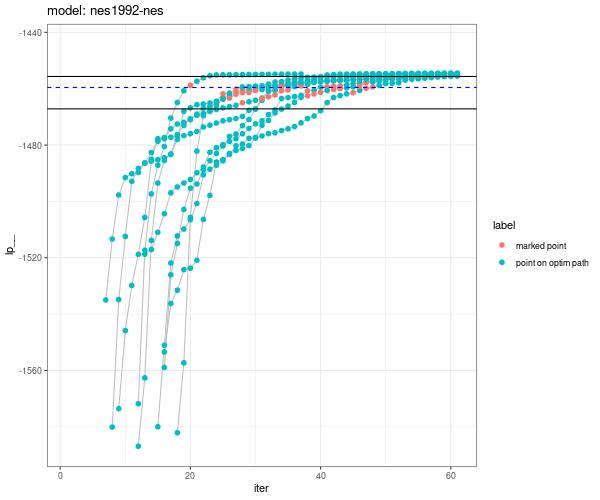 model: nes1992-nes
-1440
-1480
-1520
-1560
lp__
0 20 40 60
iter
label
marked point
point on optim path